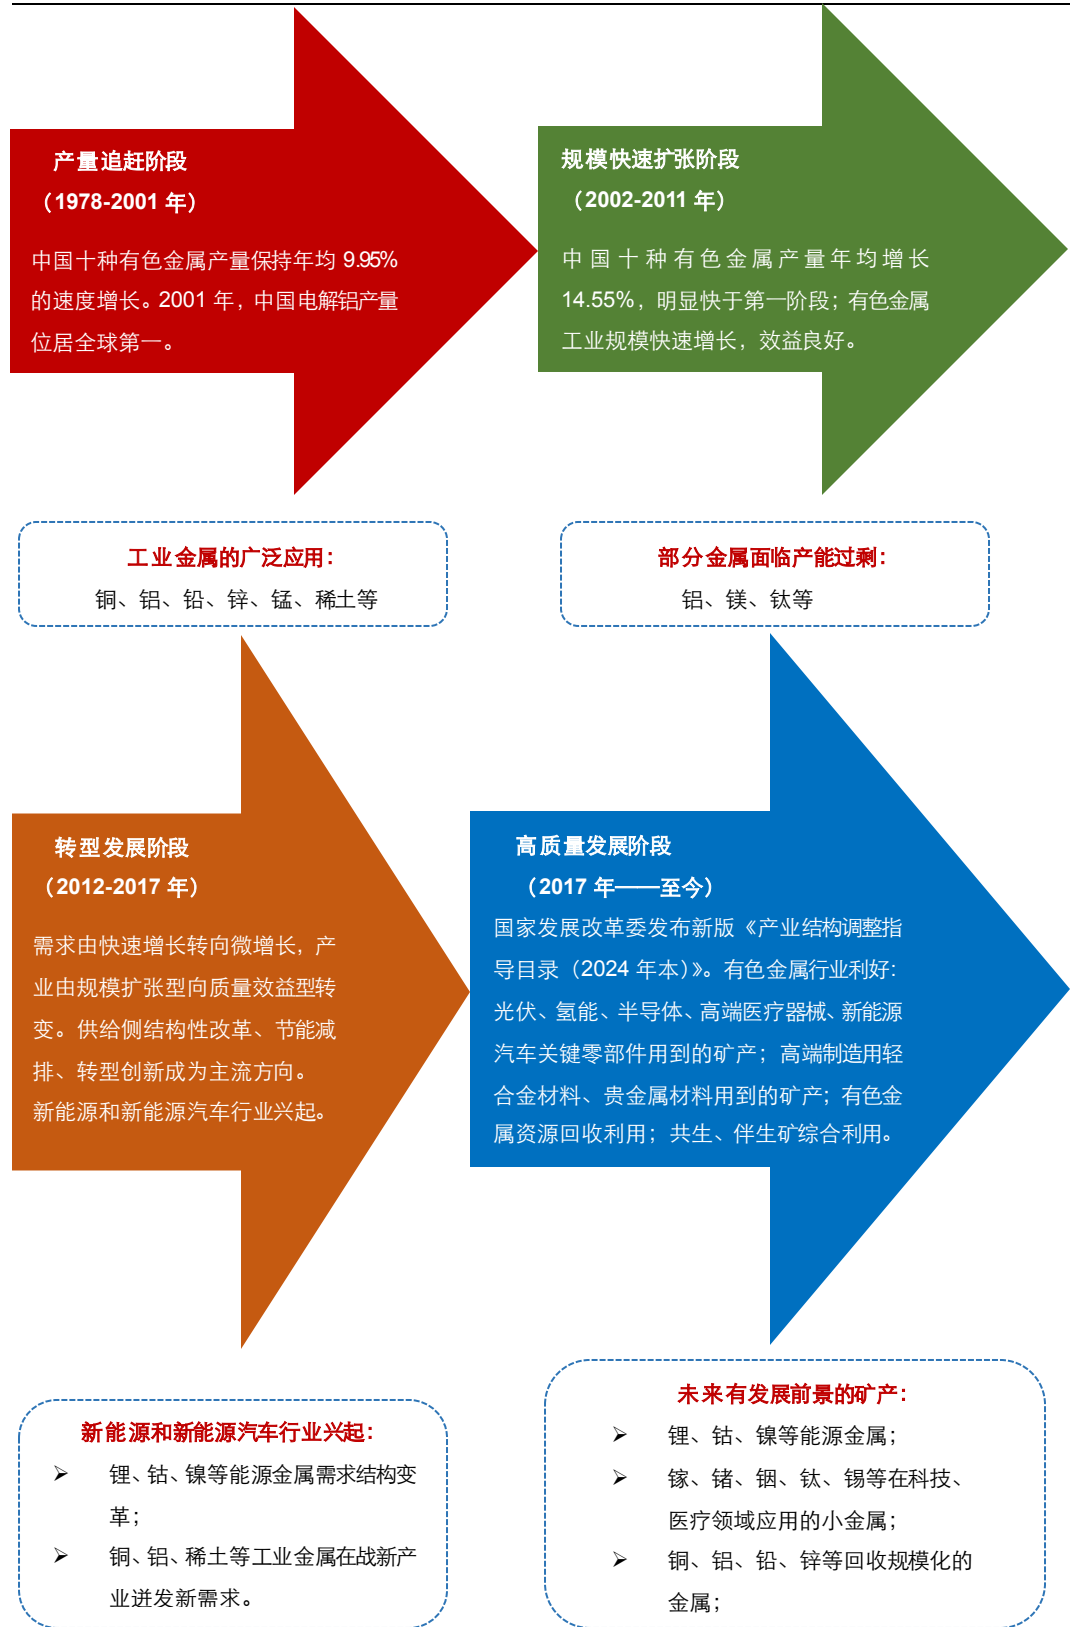 产量追赶阶段
（1978-2001 年）
中国十种有色金属产量保持年均 9.95%
的速度增长。2001 年，中国电解铝产量
位居全球第一。
规模快速扩张阶段
（2002-2011 年）
中国十种有色金属产量年均增长
14.55%，明显快于第一阶段；有色金属
工业规模快速增长，效益良好。
工业金属的广泛应用：
铜、铝、铅、锌、锰、稀土等
部分金属面临产能过剩：
铝、镁、钛等
转型发展阶段
（2012-2017 年）
需求由快速增长转向微增长，产
业由规模扩张型向质量效益型转
变。供给侧结构性改革、节能减
排、转型创新成为主流方向。
新能源和新能源汽车行业兴起。
高质量发展阶段
（2017 年——至今）
国家发展改革委发布新版《产业结构调整指
导目录（2024 年本）》。有色金属行业利好：
光伏、氢能、半导体、高端医疗器械、新能源
汽车关键零部件用到的矿产；高端制造用轻
合金材料、贵金属材料用到的矿产；有色金
属资源回收利用；共生、伴生矿综合利用。
新能源和新能源汽车行业兴起：
➢ 锂、钴、镍等能源金属需求结构变
革；
➢ 铜、铝、稀土等工业金属在战新产
业迸发新需求。
未来有发展前景的矿产：
➢ 锂、钴、镍等能源金属；
➢ 镓、锗、铟、钛、锡等在科技、
医疗领域应用的小金属；
➢ 铜、铝、铅、锌等回收规模化的
金属；